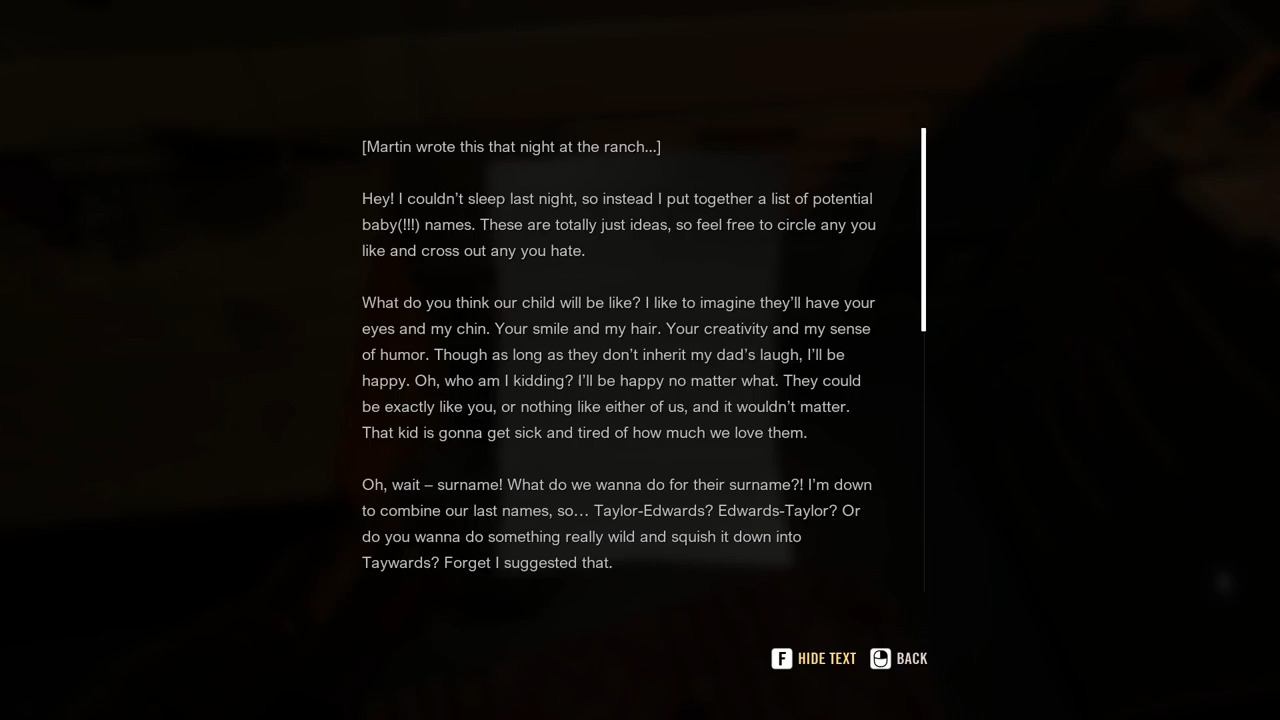 [Martin wrote this that night at the ranch...]
Hey! I couldn't sleep last night, so instead I put together a list of potential
baby(!!!) names. These are totally just ideas, so feel free to circle any you
like and cross out any you hate.
What do you think our child will be like? I like to imagine they'll have your
eyes and my chin. Your smile and my hair. Your creativity and my sense
of humor. Though as long as they don't inherit my dad's laugh, I'll be
happy. Oh, who am I kidding? I'll be happy no matter what. They could
be exactly like you, or nothing like either of us, and it wouldn't matter.
That kid is gonna get sick and tired of how much we love them.
Oh, wait – surname! What do we wanna do for their surname?! I'm down
to combine our last names, so… Taylor-Edwards? Edwards-Taylor? Or
do you wanna do something really wild and squish it down into
Taywards? Forget I suggested that.
F HIDE TEXT BACK